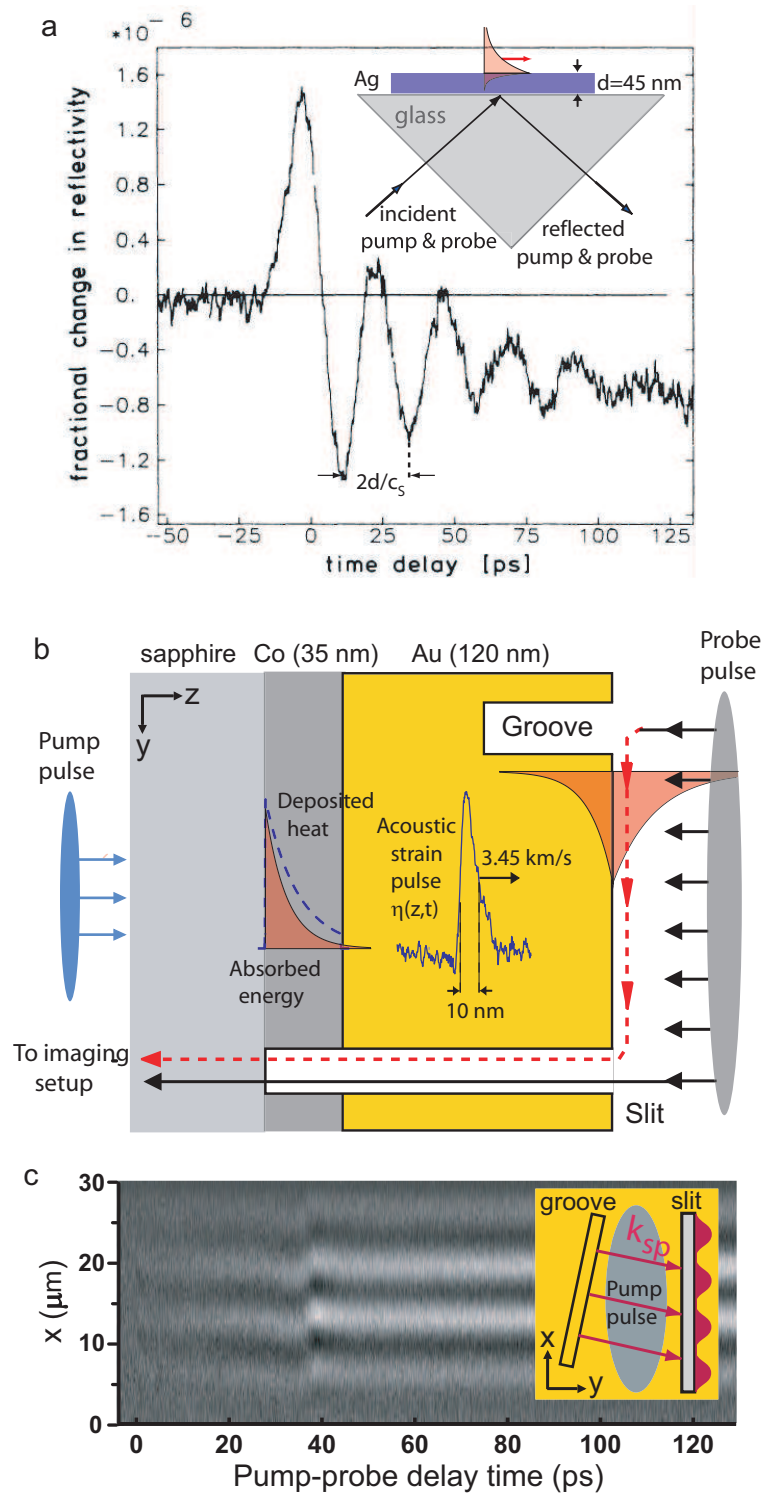 a
*10 - 6
1.6
1.2
0.8
0.4
0.
-0.4
-0.8
-1.2
-1.6
fractional change in reflectivity
Ag
d=45 nm
glass
incident
pump & probe
reflected
pump & probe
2d/cs
-50
-25
0
25
50
75
100
125
time delay [ps]
b
sapphire
Co (35 nm)
Au (120 nm)
Probe
pulse
z
y
Groove
Pump
pulse
Deposited
heat
Acoustic
strain
pulse
η(z,t)
3.45 km/s
Absorbed
energy
10 nm
To imaging
setup
Slit
c
30
20
10
0
x (μm)
groove
slit
ksp
Pump
pulse
x
y
0
20
40
60
80
100
120
Pump-probe delay time (ps)